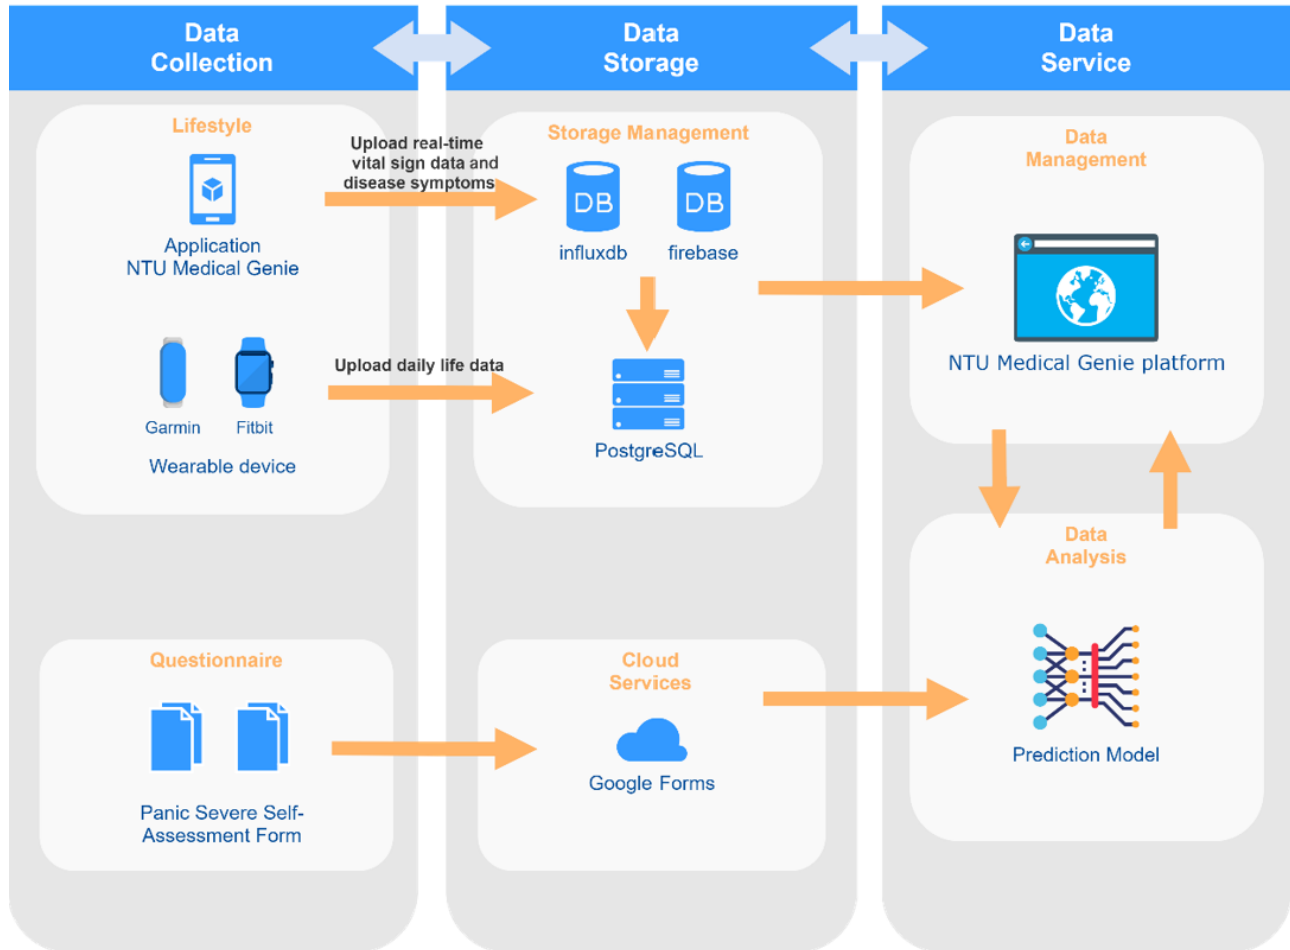 Data
Collection
Data
Storage
Data
Service
Lifestyle
Application
NTU Medical Genie
Garmin
Fitbit
Wearable device
Upload real-time
vital sign data and
disease symptoms
Upload daily life data
Storage Management
DB
DB
influxdb
firebase
PostgreSQL
Data
Management
NTU Medical Genie platform
Data
Analysis
Prediction Model
Questionnaire
Panic Severe Self-
Assessment Form
Cloud
Services
Google Forms